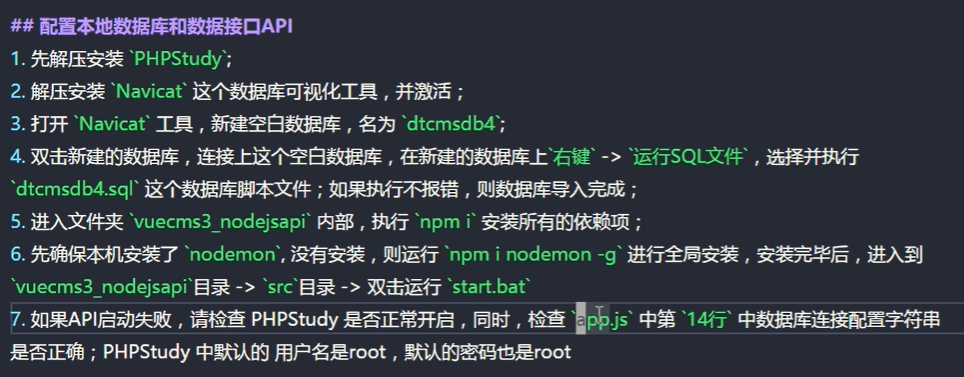 ## 配置本地数据库和数据接口API
1. 先解压安装 `PHPStudy`;
2. 解压安装 `Navicat` 这个数据库可视化工具，并激活；
3. 打开 `Navicat` 工具，新建空白数据库，名为 `dtcmsdb4`;
4. 双击新建的数据库，连接上这个空白数据库，在新建的数据库上`右键` -> `运行SQL文件`，选择并执行
`dtcmsdb4.sql` 这个数据库脚本文件；如果执行不报错，则数据库导入完成；
5. 进入文件夹 `vuecms3_nodejsapi` 内部，执行 `npm i` 安装所有的依赖项；
6. 先确保本机安装了 `nodemon`, 没有安装，则运行 `npm i nodemon -g` 进行全局安装，安装完毕后，进入到
`vuecms3_nodejsapi`目录 -> `src`目录 -> 双击运行 `start.bat`
7. 如果API启动失败，请检查 PHPStudy 是否正常开启，同时，检查 `app.js` 中第 `14行` 中数据库连接配置字符串
是否正确；PHPStudy 中默认的 用户名是root，默认的密码也是root